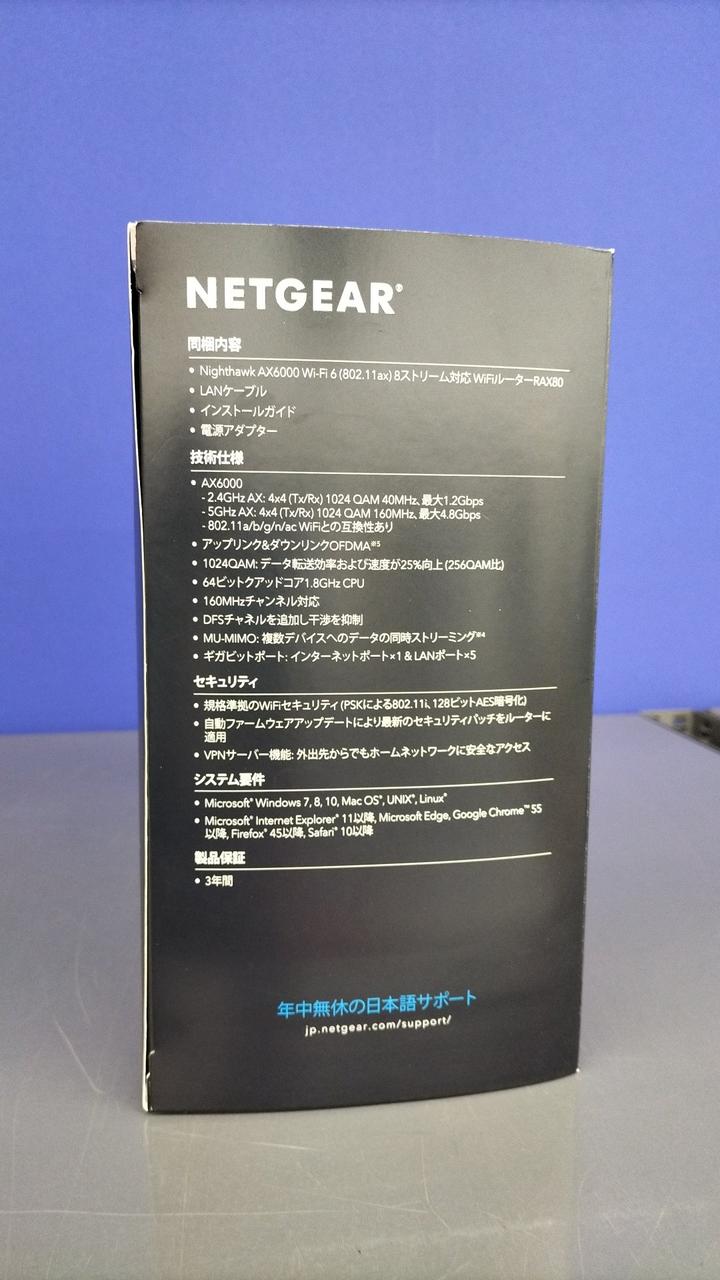 NETGEAR®
同梱内容
• Nighthawk AX6000 Wi-Fi 6 (802.11ax) 8ストリーム対応 WiFiルーターRAX80
• LANケーブル
• インストールガイド
• 電源アダプター
技術仕様
• AX6000
- 2.4GHz AX: 4x4 (Tx/Rx) 1024 QAM 40MHz、最大1.2Gbps
- 5GHz AX: 4x4 (Tx/Rx) 1024 QAM 160MHz、最大4.8Gbps
- 802.11a/b/g/n/ac WiFiとの互換性あり
• アップリンク&ダウンリンクOFDMA※5
• 1024QAM: データ転送効率および速度が25%向上 (256QAM比)
• 64ビットクアッドコア1.8GHz CPU
• 160MHzチャンネル対応
• DFSチャネルを追加し干渉を抑制
• MU-MIMO: 複数デバイスへのデータの同時ストリーミング※4
• ギガビットポート: インターネットポート×1 & LANポート×5
セキュリティ
• 規格準拠のWiFiセキュリティ (PSKによる802.11i、128ビットAES暗号化)
• 自動ファームウェアアップデートにより最新のセキュリティパッチをルーターに
適用
• VPNサーバー機能: 外出先からでもホームネットワークに安全なアクセス
システム要件
• Microsoft® Windows 7, 8, 10, Mac OS®, UNIX®, Linux®
• Microsoft® Internet Explorer® 11以降, Microsoft Edge, Google Chrome™ 55
以降, Firefox® 45以降, Safari® 10以降
製品保証
• 3年間
年中無休の日本語サポート
jp.netgear.com/support/